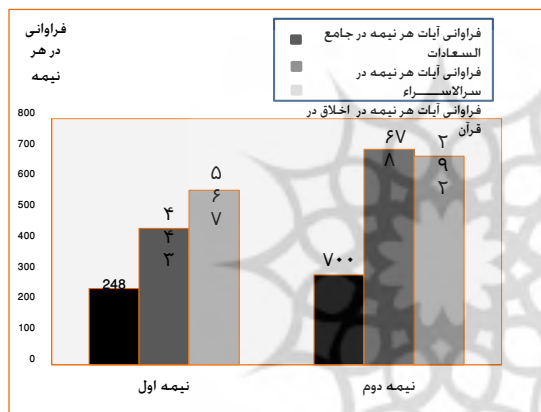 فراوانی
در هر
نیمه
فراوانی آیات هر نیمه در جامع
السعادات
فراوانی آیات هر نیمه در
سرالاسراء
فراوانی آیات هر نیمه در اخلاق در
قرآن
800
700
600
500
400
300
200
100
0
248
۴
۴
۳
۵
۶
۷
۷۰۰
۶۷
۸
۲
۹
۲
نیمه اول
نیمه دوم